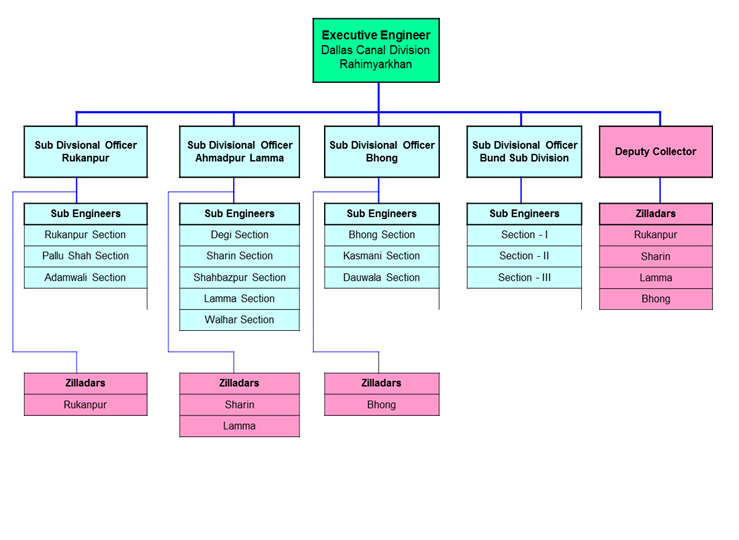 Executive Engineer
Dallas Canal Division
Rahimyarkhan
Sub Divsional Officer
Rukanpur
Sub Divisional Officer
Ahmadpur Lamma
Sub Divisional Officer
Bhong
Sub Divisional Officer
Bund Sub Division
Deputy Collector
Sub Engineers
Rukanpur Section
Pallu Shah Section
Adamwali Section
Sub Engineers
Degi Section
Sharin Section
Shahbazpur Section
Lamma Section
Walhar Section
Sub Engineers
Bhong Section
Kasmani Section
Dauwala Section
Sub Engineers
Section - I
Section - II
Section - III
Zilladars
Rukanpur
Sharin
Lamma
Bhong
Zilladars
Rukanpur
Zilladars
Sharin
Lamma
Zilladars
Bhong